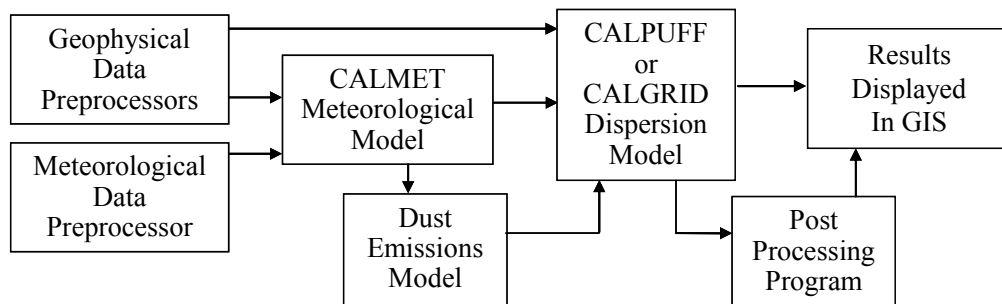 Geophysical
Data
Preprocessors
Meteorological
Data
Preprocessor
CALMET
Meteorological
Model
Dust
Emissions
Model
CALPUFF
or
CALGRID
Dispersion
Model
Post
Processing
Program
Results
Displayed
In GIS